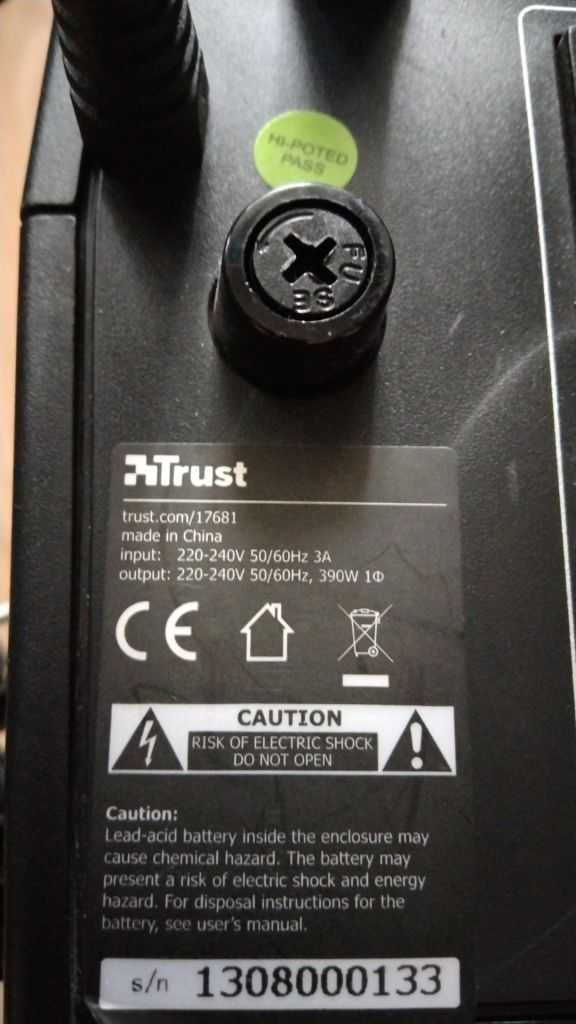 HI-POTED
PASS
FUSE
Trust
trust.com/17681
made in China
input: 220-240V 50/60Hz 3A
output: 220-240V 50/60Hz, 390W 1Φ
CE
CAUTION
RISK OF ELECTRIC SHOCK
DO NOT OPEN
Caution:
Lead-acid battery inside the enclosure may
cause chemical hazard. The battery may
present a risk of electric shock and energy
hazard. For disposal instructions for the
battery, see user's manual.
s/n 1308000133